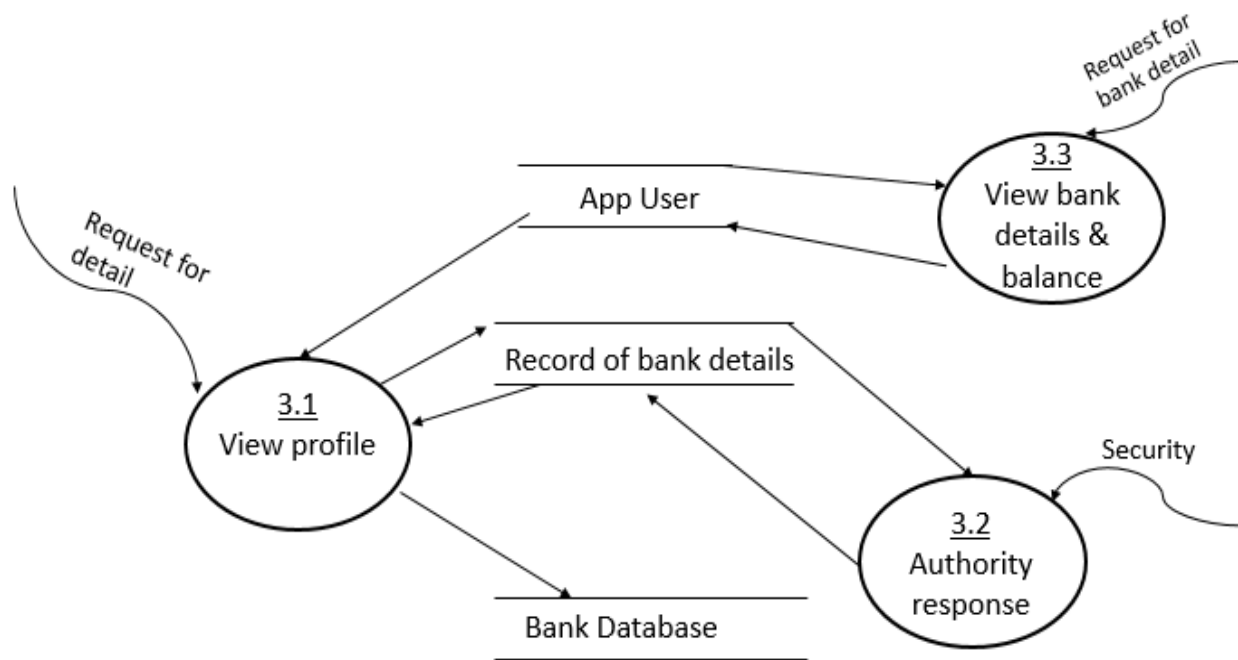 Request for
bank detail
3.3
View bank
details &
balance
App User
Request for
detail
Record of bank details
3.1
View profile
Security
3.2
Authority
response
Bank Database